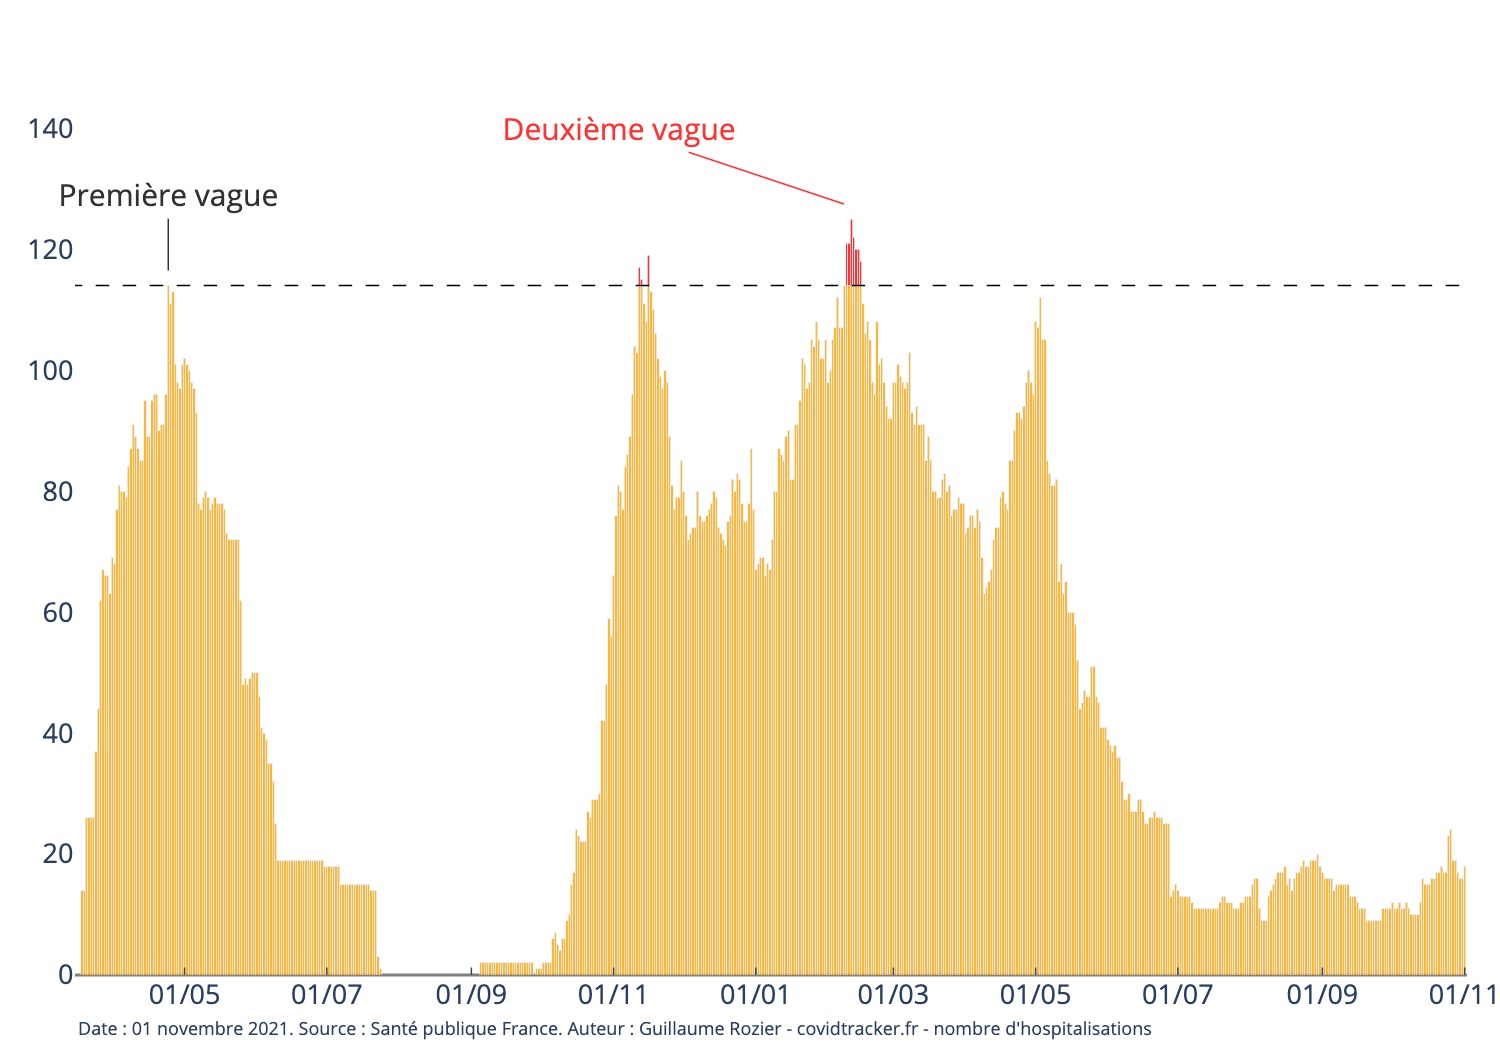 140
Deuxième vague
Première vague
120
100
80
60
40
20
0
01/05 01/07 01/09 01/11 01/01 01/03 01/05 01/07 01/09 01/11
Date : 01 novembre 2021. Source : Santé publique France. Auteur : Guillaume Rozier - covidtracker.fr - nombre d'hospitalisations